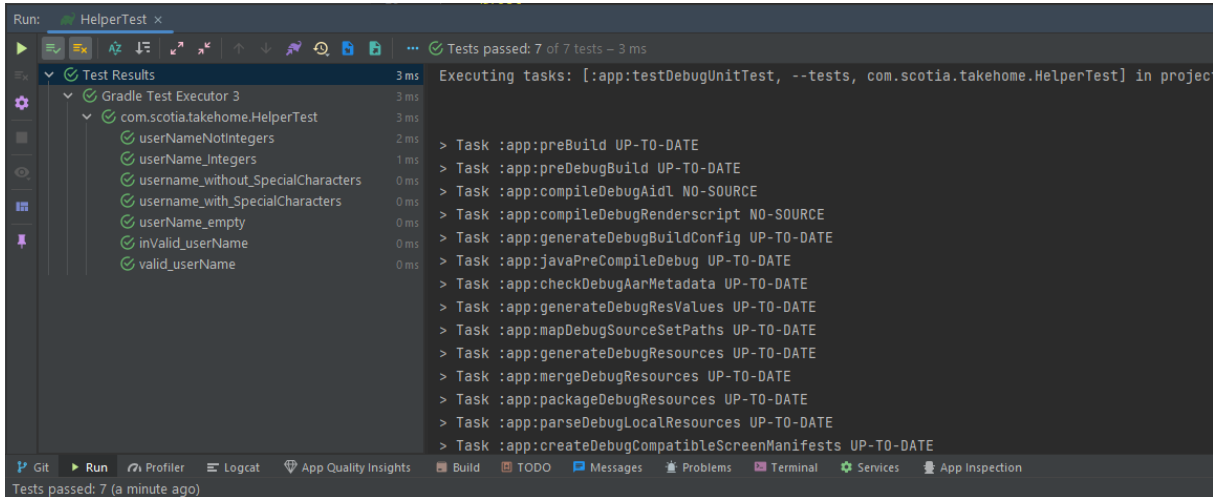 Run: HelperTest ×
Tests passed: 7 of 7 tests – 3 ms
Test Results 3 ms
Gradle Test Executor 3 3 ms
com.scotia.takehome.HelperTest 3 ms
userNameNotIntegers 2 ms
userName_Integers 1 ms
username_without_SpecialCharacters 0 ms
username_with_SpecialCharacters 0 ms
userName_empty 0 ms
inValid_userName 0 ms
valid_userName 0 ms
Executing tasks: [:app:testDebugUnitTest, --tests, com.scotia.takehome.HelperTest] in projec
> Task :app:preBuild UP-TO-DATE
> Task :app:preDebugBuild UP-TO-DATE
> Task :app:compileDebugAidl NO-SOURCE
> Task :app:compileDebugRenderscript NO-SOURCE
> Task :app:generateDebugBuildConfig UP-TO-DATE
> Task :app:javaPreCompileDebug UP-TO-DATE
> Task :app:checkDebugAarMetadata UP-TO-DATE
> Task :app:generateDebugResValues UP-TO-DATE
> Task :app:mapDebugSourceSetPaths UP-TO-DATE
> Task :app:generateDebugResources UP-TO-DATE
> Task :app:mergeDebugResources UP-TO-DATE
> Task :app:packageDebugResources UP-TO-DATE
> Task :app:parseDebugLocalResources UP-TO-DATE
> Task :app:createDebugCompatibleScreenManifests UP-TO-DATE
Git Run Profiler Logcat App Quality Insights Build TODO Messages Problems Terminal Services App Inspection
Tests passed: 7 (a minute ago)